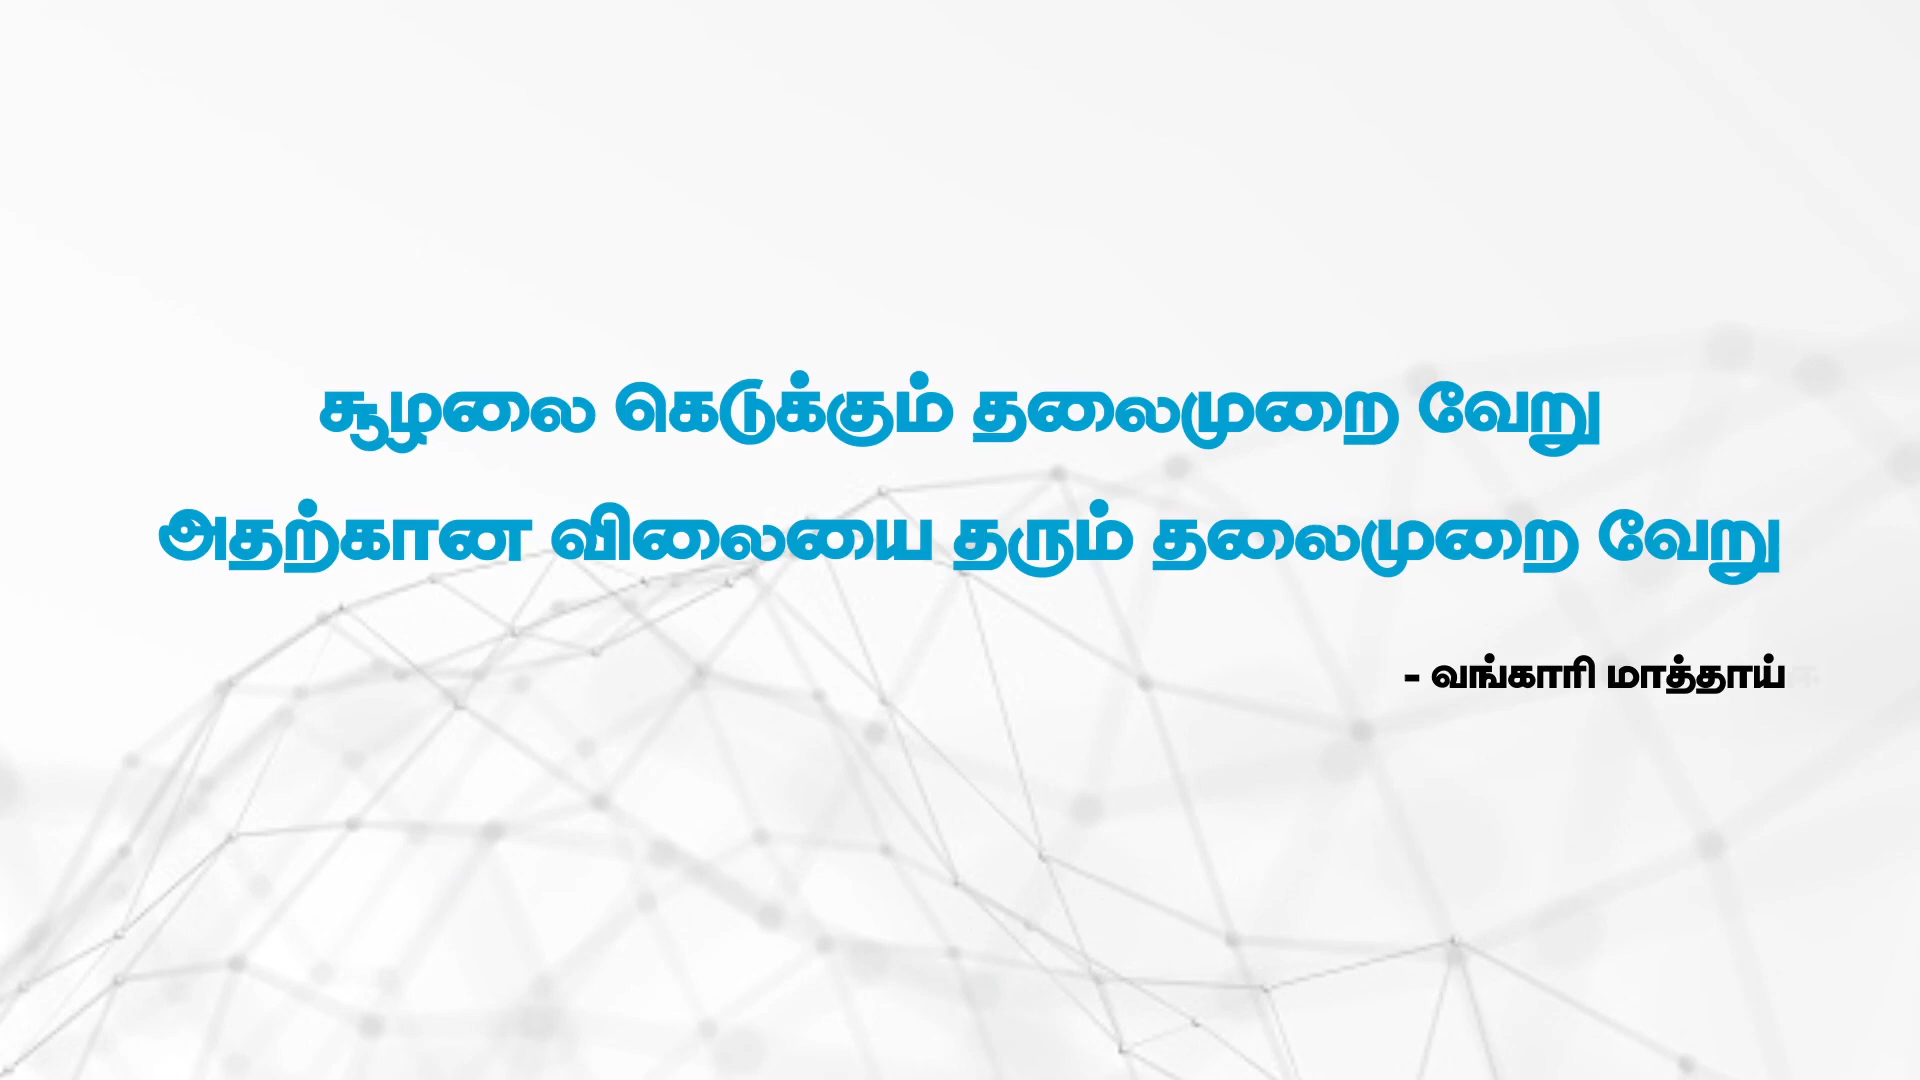 சூழலை கெடுக்கும் தலைமுறை வேறு
அதற்கான விலையை தரும் தலைமுறை வேறு
- வங்காரி மாத்தாய்